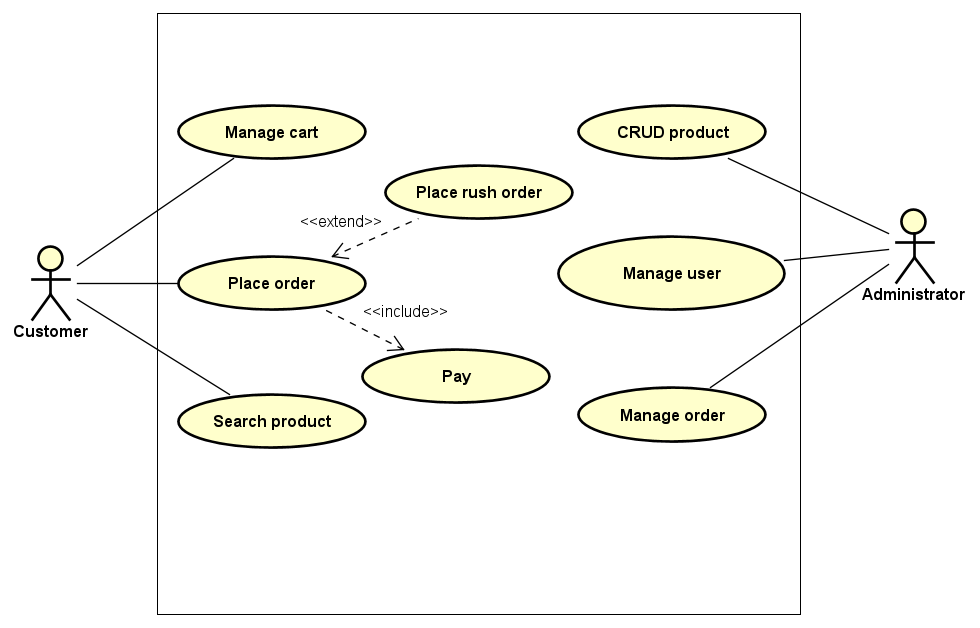 Manage cart
CRUD product
Place rush order
<<extend>>
Place order
Manage user
Customer
Administrator
<<include>>
Pay
Search product
Manage order